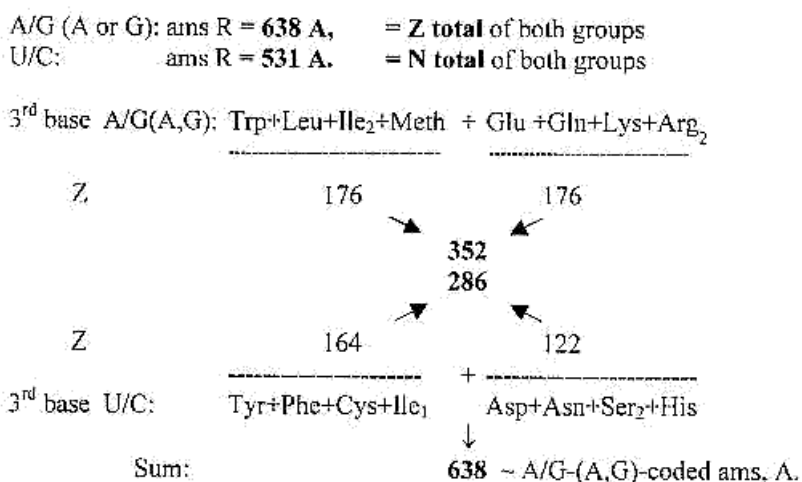 A/G (A or G): ams R = 638 A, = Z total of both groups
U/C: ams R = 531 A. = N total of both groups
3rd base A/G(A,G): Trp+Leu+Ile2+Meth + Glu +Gln+Lys+Arg2
Z 176 176
352
286
Z 164 122
+
3rd base U/C: Tyr+Phe+Cys+Ile1 Asp+Asn+Ser2+His
Sum: 638 ~ A/G-(A,G)-coded ams. A.